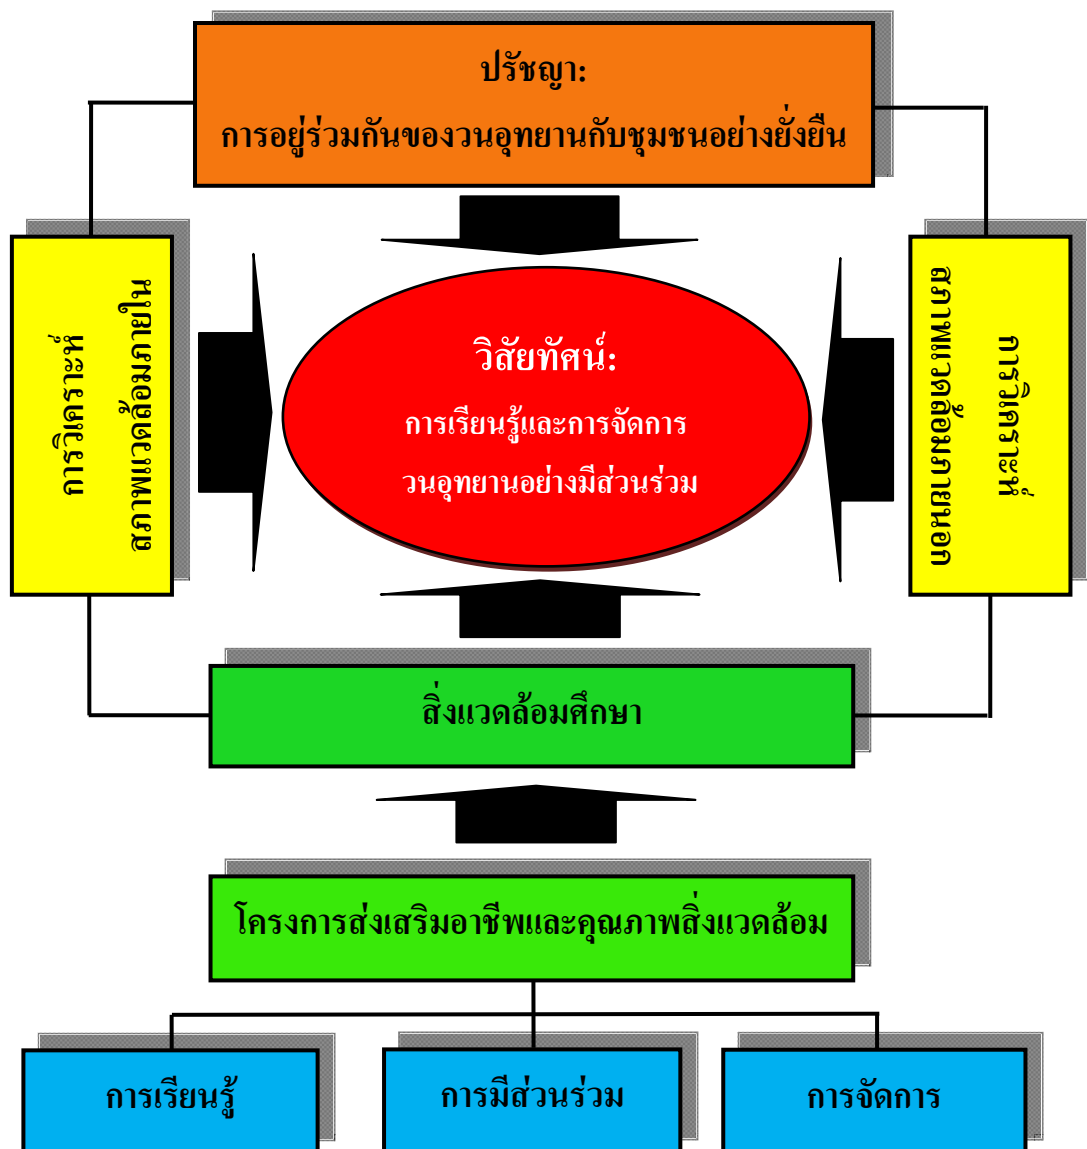 ปรัชญา:
การอยู่ร่วมกันของวนอุทยานกับชุมชนอย่างยั่งยืน
การวิเคราะห์
สภาพแวดล้อมภายใน
วิสัยทัศน์:
การเรียนรู้และการจัดการ
วนอุทยานอย่างมีส่วนร่วม
การวิเคราะห์
สภาพแวดล้อมภายนอก
สิ่งแวดล้อมศึกษา
โครงการส่งเสริมอาชีพและคุณภาพสิ่งแวดล้อม
การเรียนรู้
การมีส่วนร่วม
การจัดการ